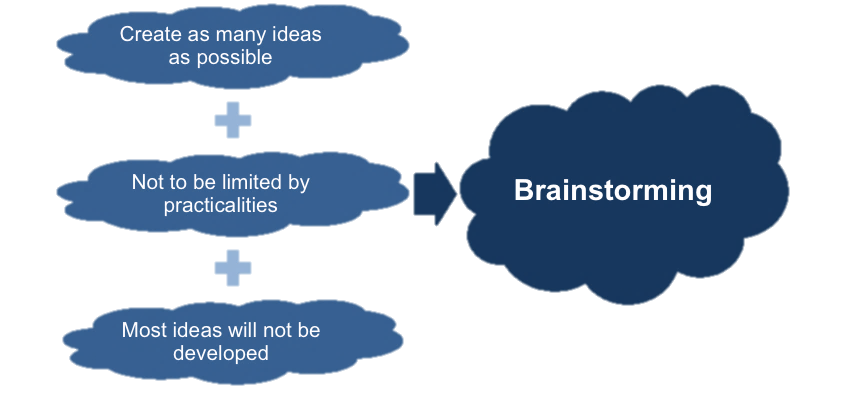 Create as many ideas
as possible
Not to be limited by
practicalities
Most ideas will not be
developed
Brainstorming